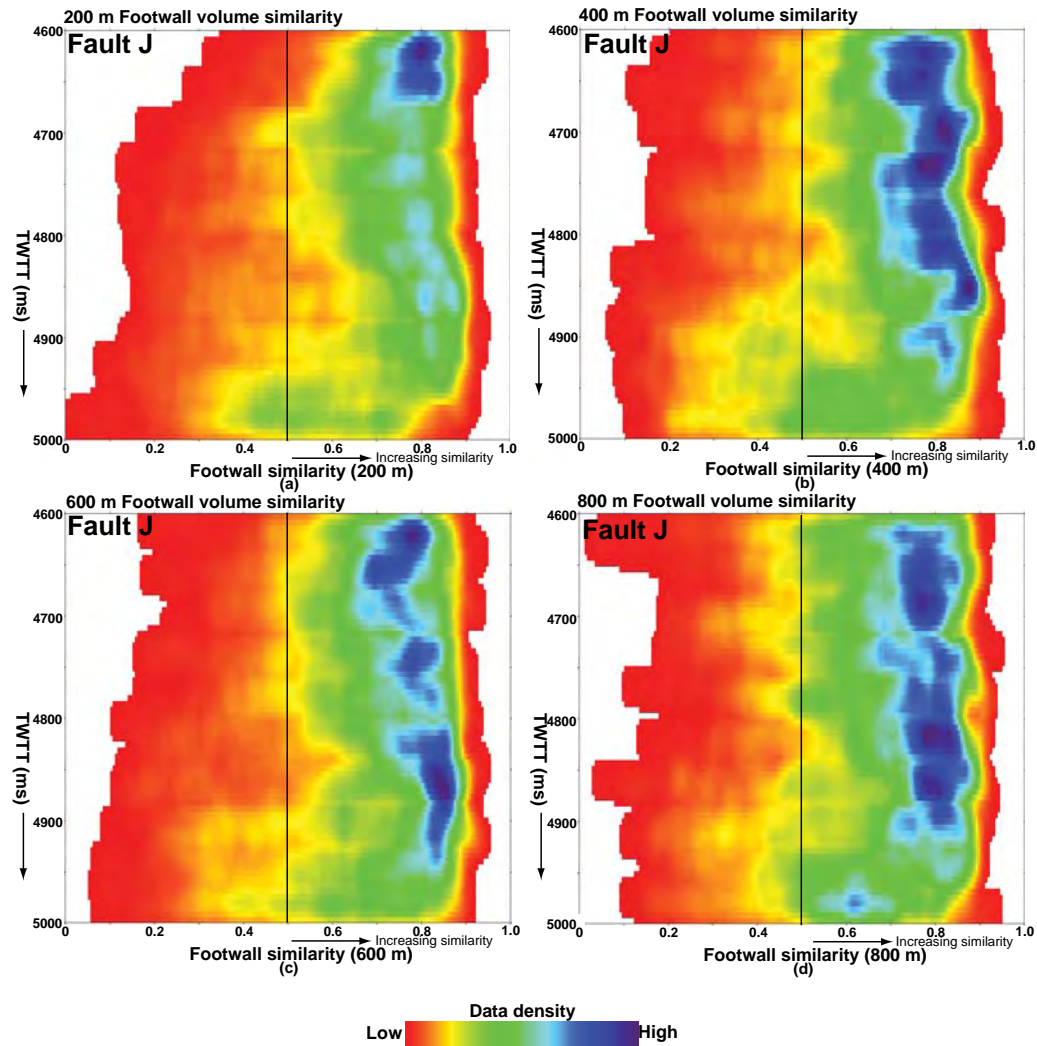 200 m Footwall volume similarity
Fault J
4600
4700
4800
4900
5000
TWTT (ms)
0
0.2
0.4
0.6
0.8
1.0
Increasing similarity
Footwall similarity (200 m)
(a)
400 m Footwall volume similarity
Fault J
4600
4700
4800
4900
5000
TWTT (ms)
0
0.2
0.4
0.6
0.8
1.0
Increasing similarity
Footwall similarity (400 m)
(b)
600 m Footwall volume similarity
Fault J
4600
4700
4800
4900
5000
TWTT (ms)
0
0.2
0.4
0.6
0.8
1.0
Increasing similarity
Footwall similarity (600 m)
(c)
800 m Footwall volume similarity
Fault J
4600
4700
4800
4900
5000
TWTT (ms)
0
0.2
0.4
0.6
0.8
1.0
Increasing similarity
Footwall similarity (800 m)
(d)
Data density
Low High